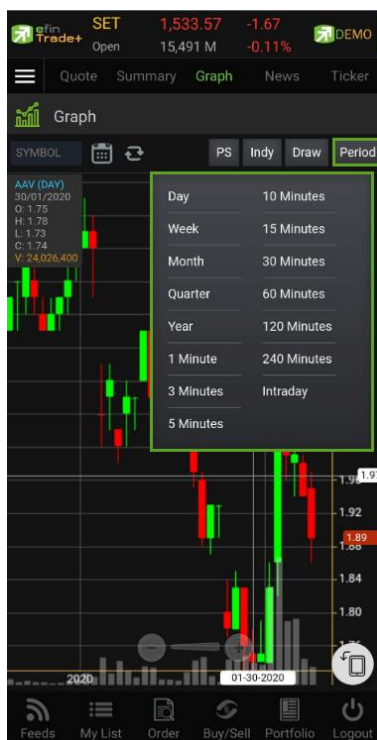 efin Trade+ SET 1,533.57 -1.67 DEMO
Open 15,491 M -0.11%
Quote Summary Graph News Ticker
Graph
SYMBOL PS Indy Draw Period
AAV (DAY)
30/01/2020
O: 1.75
H: 1.78
L: 1.73
C: 1.74
V: 24,026,400
Day 10 Minutes
Week 15 Minutes
Month 30 Minutes
Quarter 60 Minutes
Year 120 Minutes
1 Minute 240 Minutes
3 Minutes Intraday
5 Minutes
1.92
1.89
1.84
1.80
2020 01-30-2020
Feeds My List Order Buy/Sell Portfolio Logout